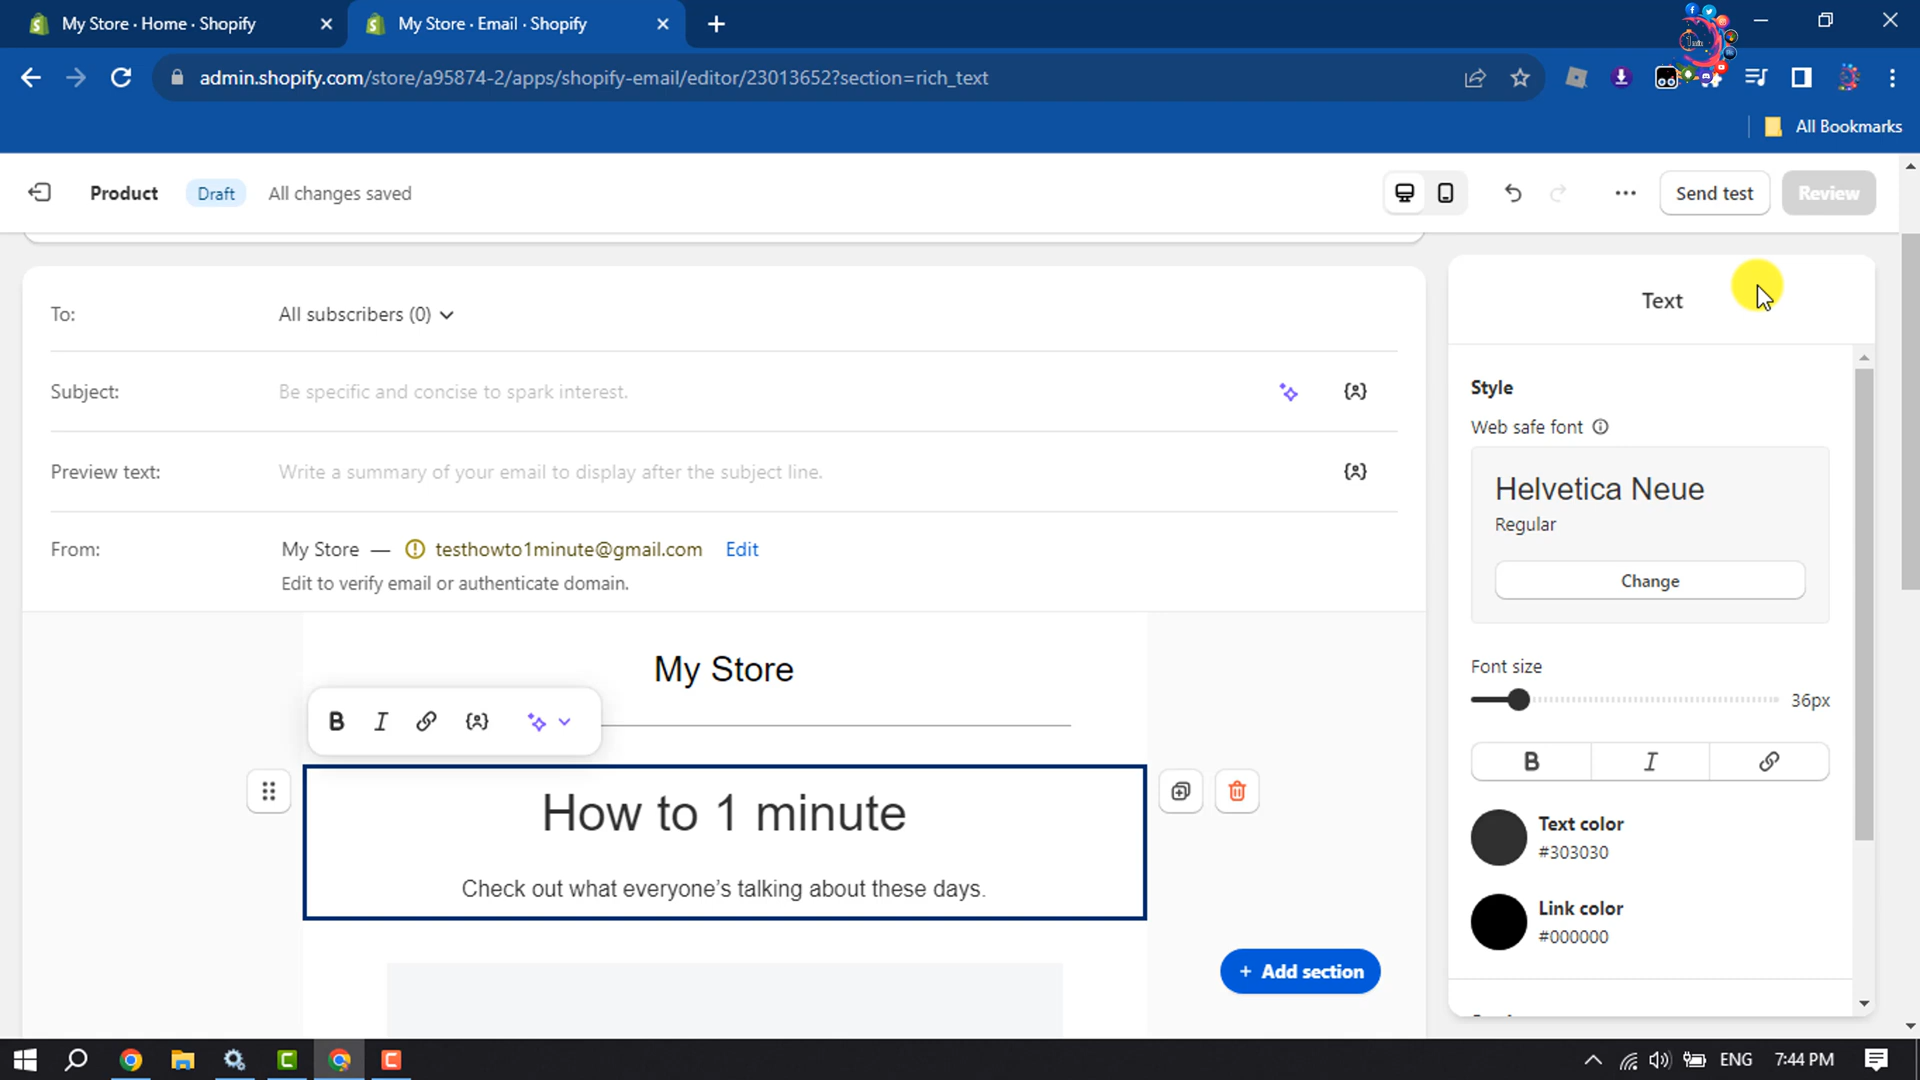 My Store · Home · Shopify
My Store · Email · Shopify
admin.shopify.com/store/a95874-2/apps/shopify-email/editor/23013652?section=rich_text
All Bookmarks
Product
Draft
All changes saved
Send test
Review
To:
All subscribers (0)
Subject:
Be specific and concise to spark interest.
Preview text:
Write a summary of your email to display after the subject line.
From:
My Store — testhowto1minute@gmail.com Edit
Edit to verify email or authenticate domain.
My Store
B I
How to 1 minute
Check out what everyone's talking about these days.
+ Add section
Text
Style
Web safe font
Helvetica Neue
Regular
Change
Font size
36px
B I
Text color
#303030
Link color
#000000
ENG
7:44 PM